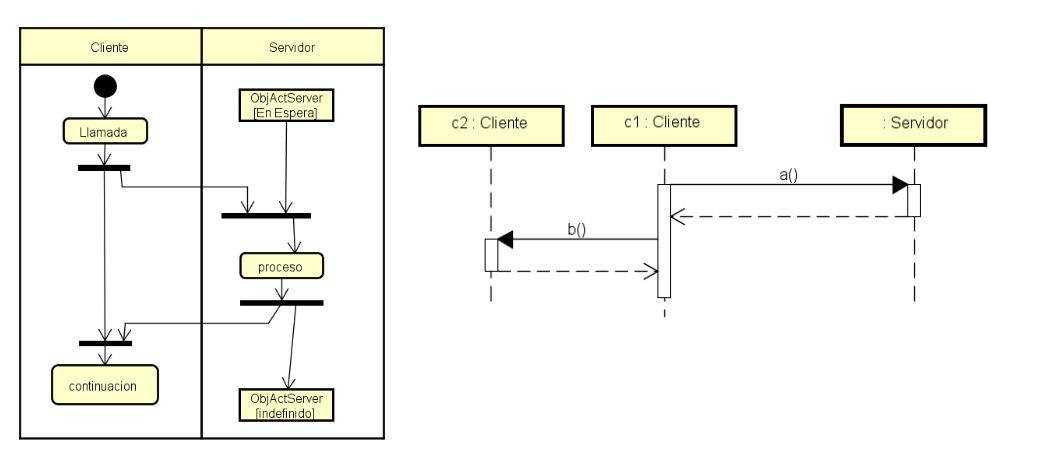 Cliente
Servidor
ObjActServer
[En Espera]
Llamada
proceso
continuacion
ObjActServer
[indefinido]
c2 : Cliente
c1 : Cliente
: Servidor
a()
b()